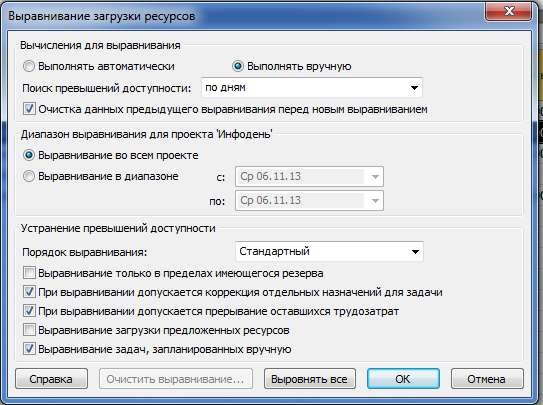 Выравнивание загрузки ресурсов
Вычисления для выравнивания
Выполнять автоматически Выполнять вручную
Поиск превышений доступности: по дням
Очистка данных предыдущего выравнивания перед новым выравниванием
Диапазон выравнивания для проекта 'Инфодень'
Выравнивание во всем проекте
Выравнивание в диапазоне с: Ср 06.11.13
по: Ср 06.11.13
Устранение превышений доступности
Порядок выравнивания: Стандартный
Выравнивание только в пределах имеющегося резерва
При выравнивании допускается коррекция отдельных назначений для задачи
При выравнивании допускается прерывание оставшихся трудозатрат
Выравнивание загрузки предложенных ресурсов
Выравнивание задач, запланированных вручную
Справка Очистить выравнивание... Выровнять все ОК Отмена